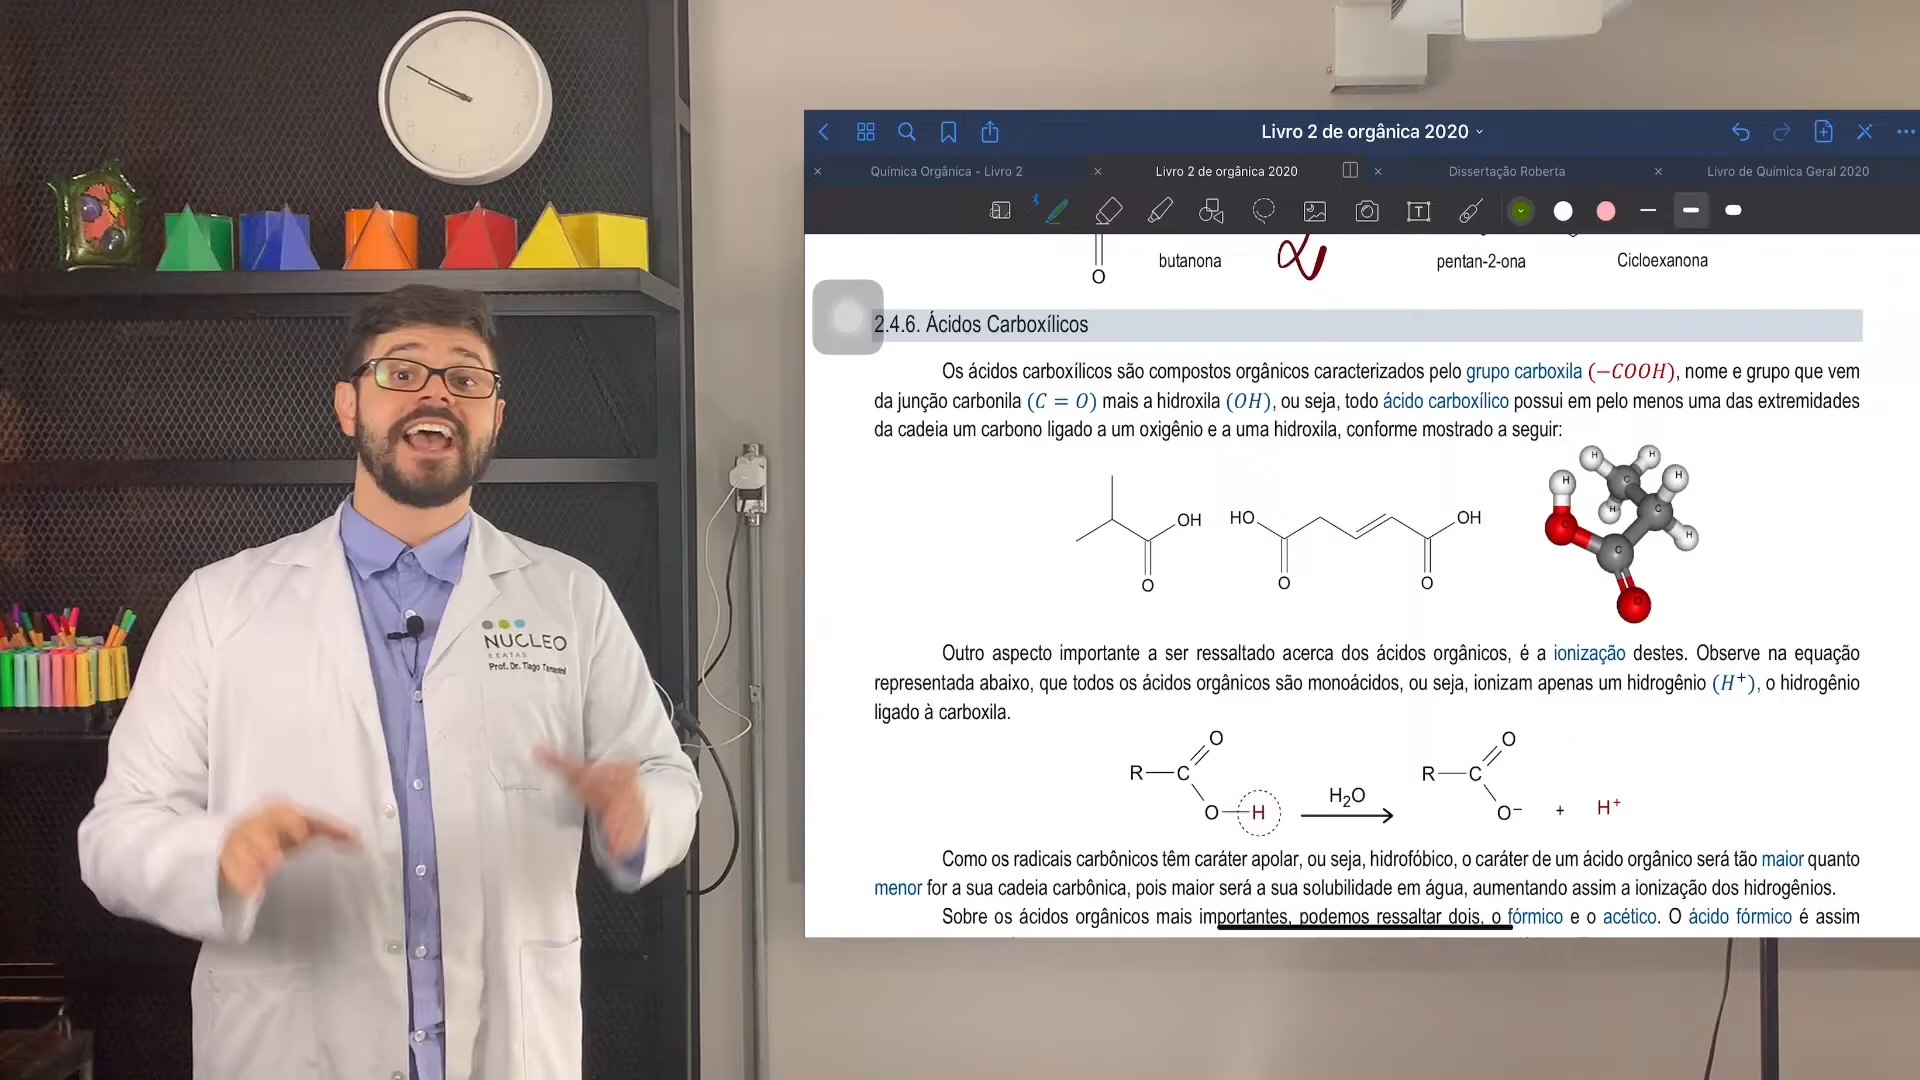 Livro 2 de orgânica 2020
Química Orgânica - Livro 2
Livro 2 de orgânica 2020
Dissertação Roberta
Livro de Química Geral 2020
O
butanona
α
pentan-2-ona
Cicloexanona
2.4.6. Ácidos Carboxílicos
Os ácidos carboxílicos são compostos orgânicos caracterizados pelo grupo carboxila (−COOH), nome e grupo que vem
da junção carbonila (C = O) mais a hidroxila (OH), ou seja, todo ácido carboxílico possui em pelo menos uma das extremidades
da cadeia um carbono ligado a um oxigênio e a uma hidroxila, conforme mostrado a seguir:
OH HO OH
O O O
H H H H H H H
C C C
Outro aspecto importante a ser ressaltado acerca dos ácidos orgânicos, é a ionização destes. Observe na equação
representada abaixo, que todos os ácidos orgânicos são monoácidos, ou seja, ionizam apenas um hidrogênio (H⁺), o hidrogênio
ligado à carboxila.
O O
R—C R—C
O—H H₂O O⁻ + H⁺
Como os radicais carbônicos têm caráter apolar, ou seja, hidrofóbico, o caráter de um ácido orgânico será tão maior quanto
menor for a sua cadeia carbônica, pois maior será a sua solubilidade em água, aumentando assim a ionização dos hidrogênios.
Sobre os ácidos orgânicos mais importantes, podemos ressaltar dois, o fórmico e o acético. O ácido fórmico é assim
NUCLEO
EXATAS
Prof. Dr. Tiago